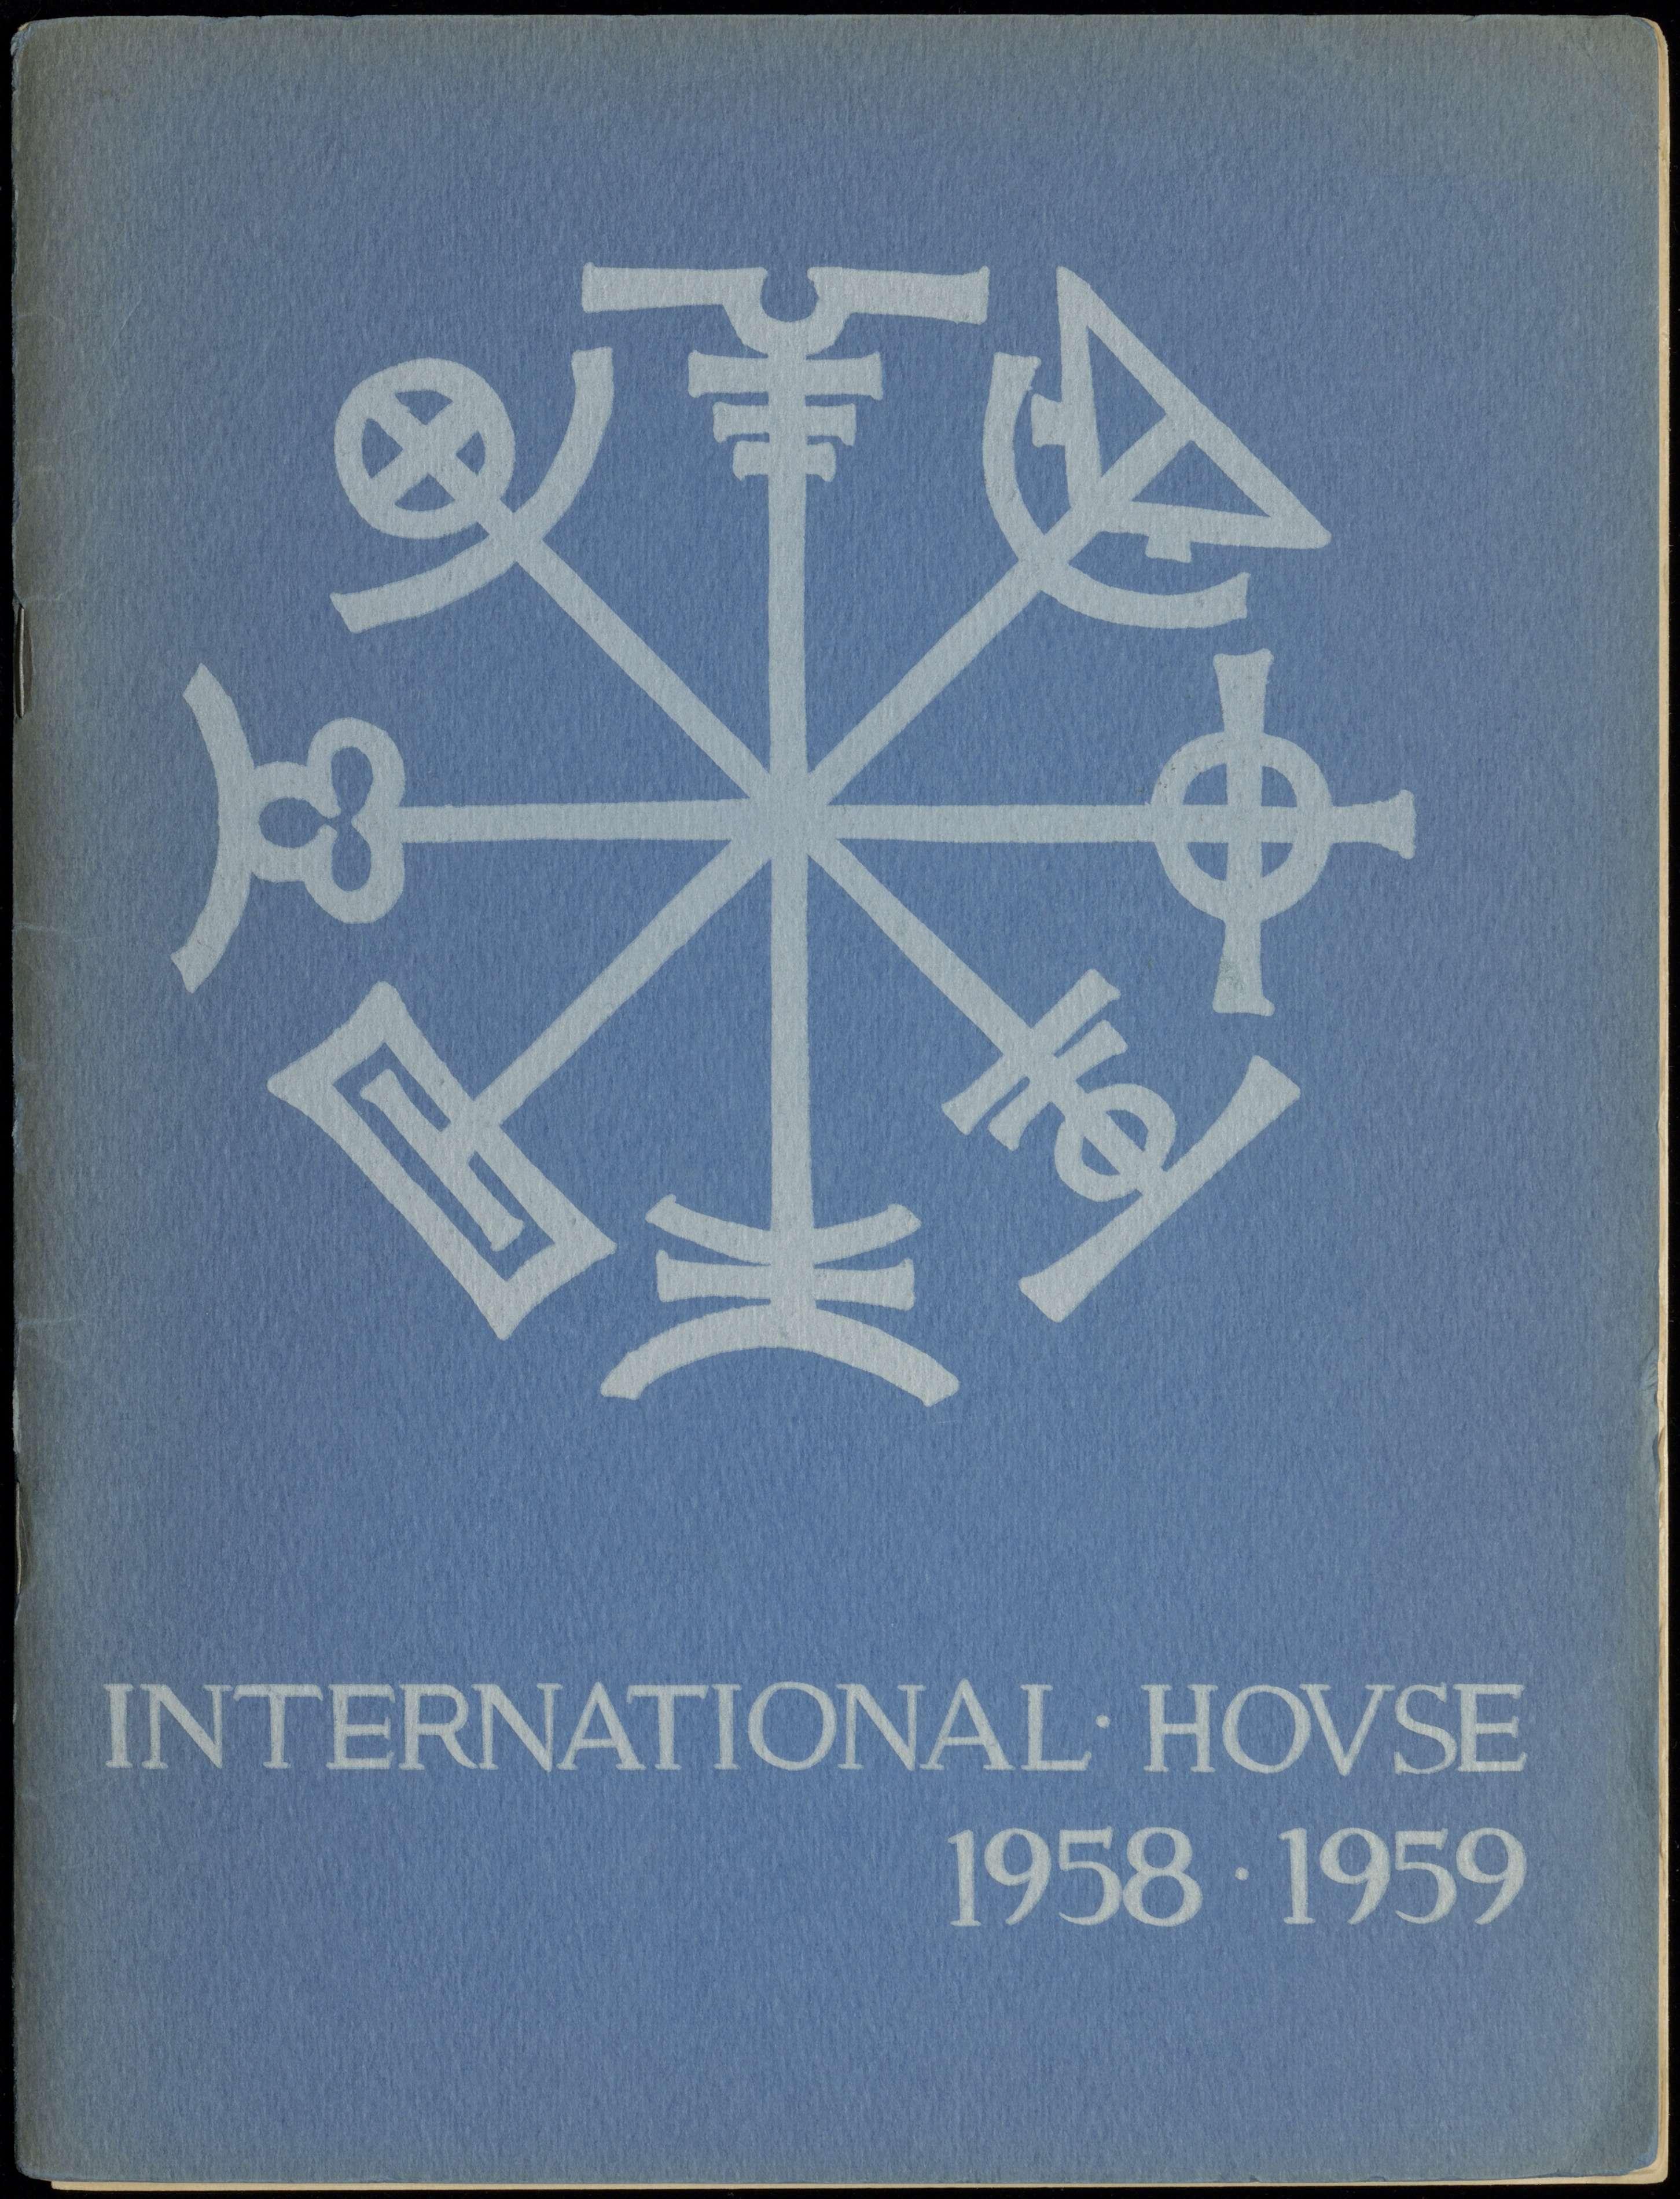 INTERNATIONAL · HOVSE
1958 · 1959